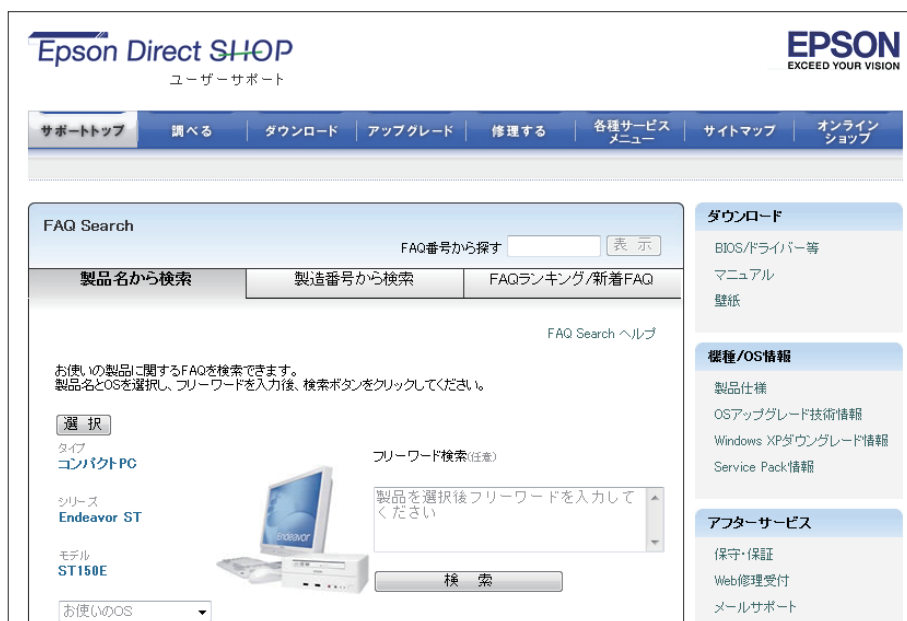 Epson Direct SHOP
ユーザーサポート
EPSON
EXCEED YOUR VISION
サポートトップ
調べる
ダウンロード
アップグレード
修理する
各種サービス
メニュー
サイトマップ
オンライン
ショップ
FAQ Search
FAQ番号から探す
表 示
製品名から検索
製造番号から検索
FAQランキング/新着FAQ
FAQ Search ヘルプ
お使いの製品に関するFAQを検索できます。
製品名とOSを選択し、フリーワードを入力後、検索ボタンをクリックしてください。
選 択
タイプ
コンパクトPC
シリーズ
Endeavor ST
モデル
ST150E
お使いのOS
Endeavor
フリーワード検索(任意)
製品を選択後フリーワードを入力して
ください
検 索
ダウンロード
BIOS/ドライバー等
マニュアル
壁紙
機種/OS情報
製品仕様
OSアップグレード技術情報
Windows XPダウングレード情報
Service Pack情報
アフターサービス
保守・保証
Web修理受付
メールサポート